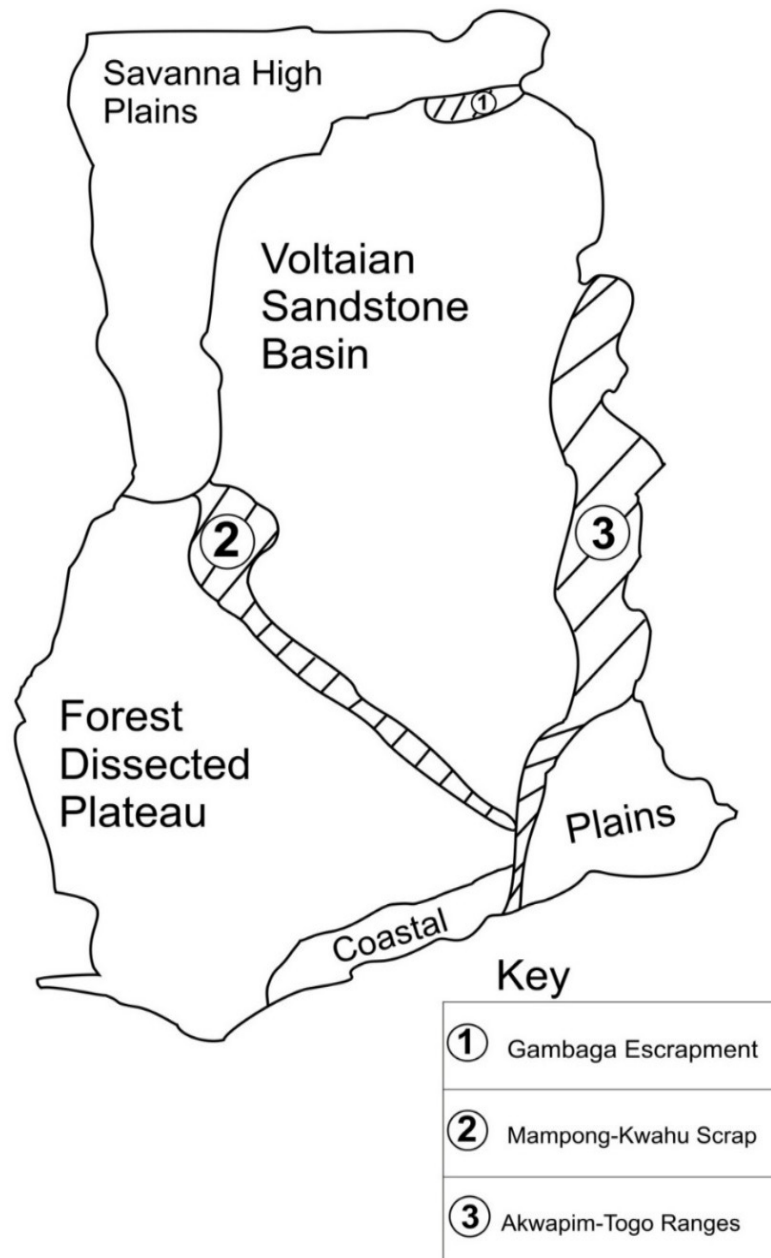 Savanna High
Plains
1
Voltaian
Sandstone
Basin
2
3
Forest
Dissected
Plateau
Plains
Coastal
Key
1 Gambaga Escrapment
2 Mampong-Kwahu Scrap
3 Akwapim-Togo Ranges